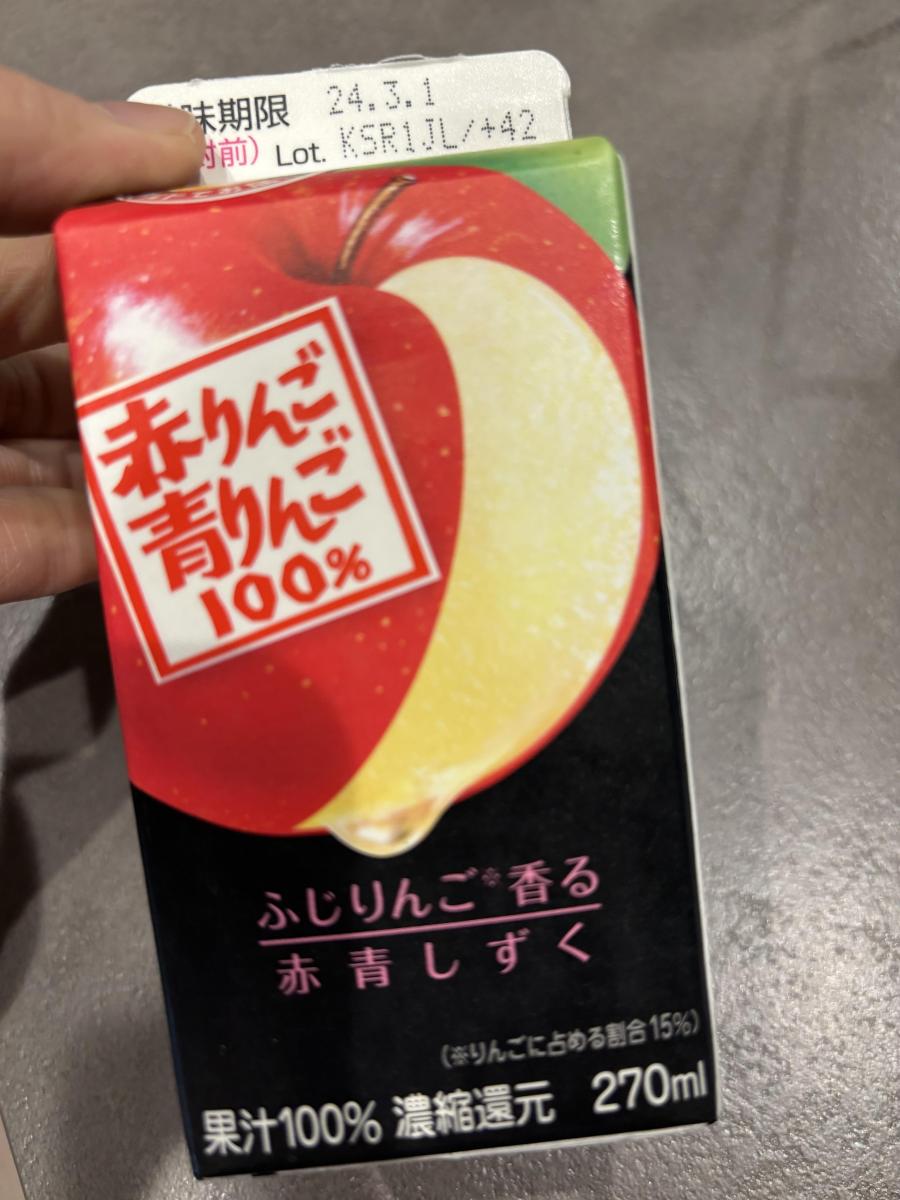 味期限 24.3.1
封前） Lot. KSR1JL/+42
赤りんご
青りんご
100%
ふじりんご※香る
赤青しずく
（※りんごに占める割合15%）
果汁100% 濃縮還元 270ml